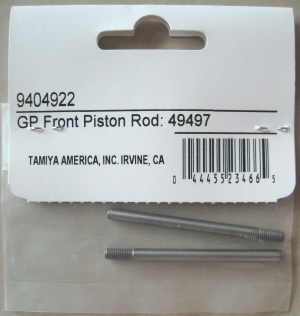 9404922
GP Front Piston Rod: 49497
TAMIYA AMERICA, INC. IRVINE, CA
0 44455 23466 5